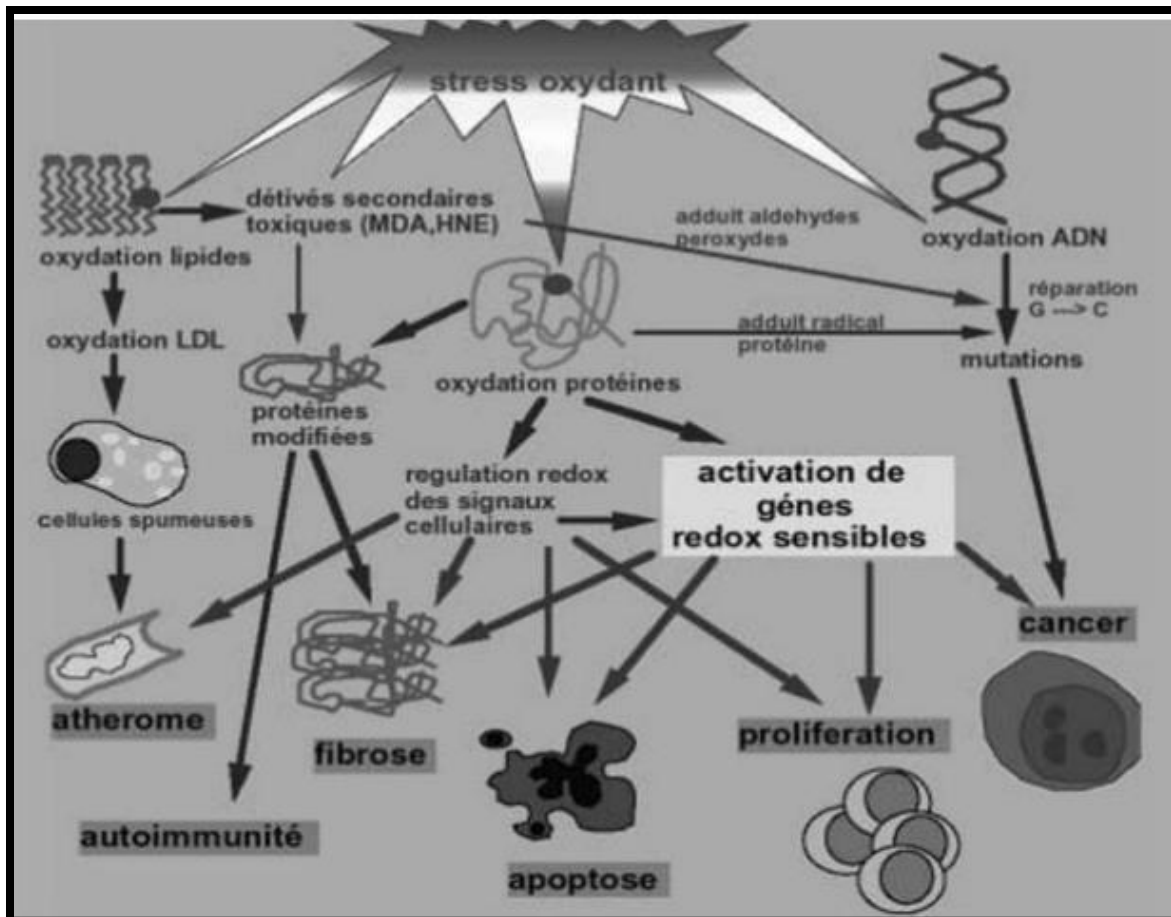 stress oxydant
détivés secondaires
toxiques (MDA,HNE)
adduit aldehydes
peroxydes
oxydation ADN
oxydation lipides
réparation
G ---> C
oxydation LDL
adduit radical
protéine
mutations
oxydation protéines
protéines
modifiées
regulation redox
des signaux
cellulaires
activation de
génes
redox sensibles
cellules spumeuses
cancer
atherome
fibrose
proliferation
autoimmunité
apoptose